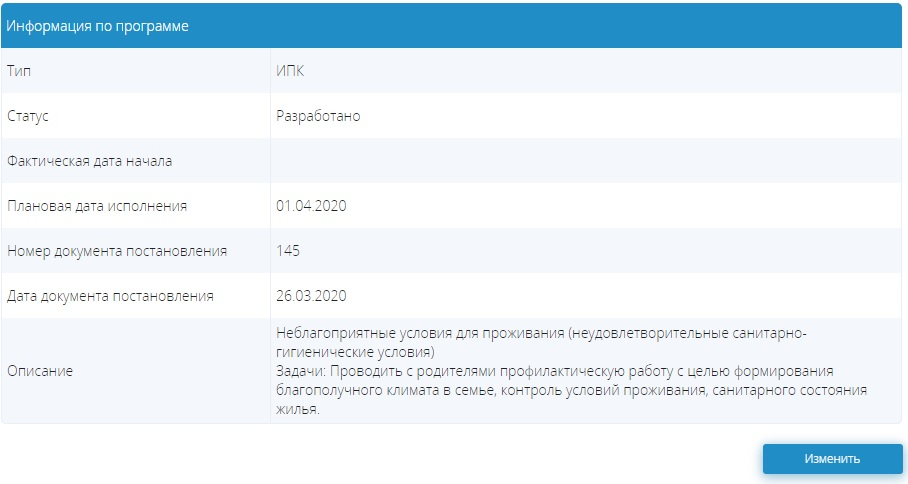 Информация по программе
Тип ИПК
Статус Разработано
Фактическая дата начала
Плановая дата исполнения 01.04.2020
Номер документа постановления 145
Дата документа постановления 26.03.2020
Описание
Неблагоприятные условия для проживания (неудовлетворительные санитарно-
гигиенические условия)
Задачи: Проводить с родителями профилактическую работу с целью формирования
благополучного климата в семье, контроль условий проживания, санитарного состояния
жилья.
Изменить